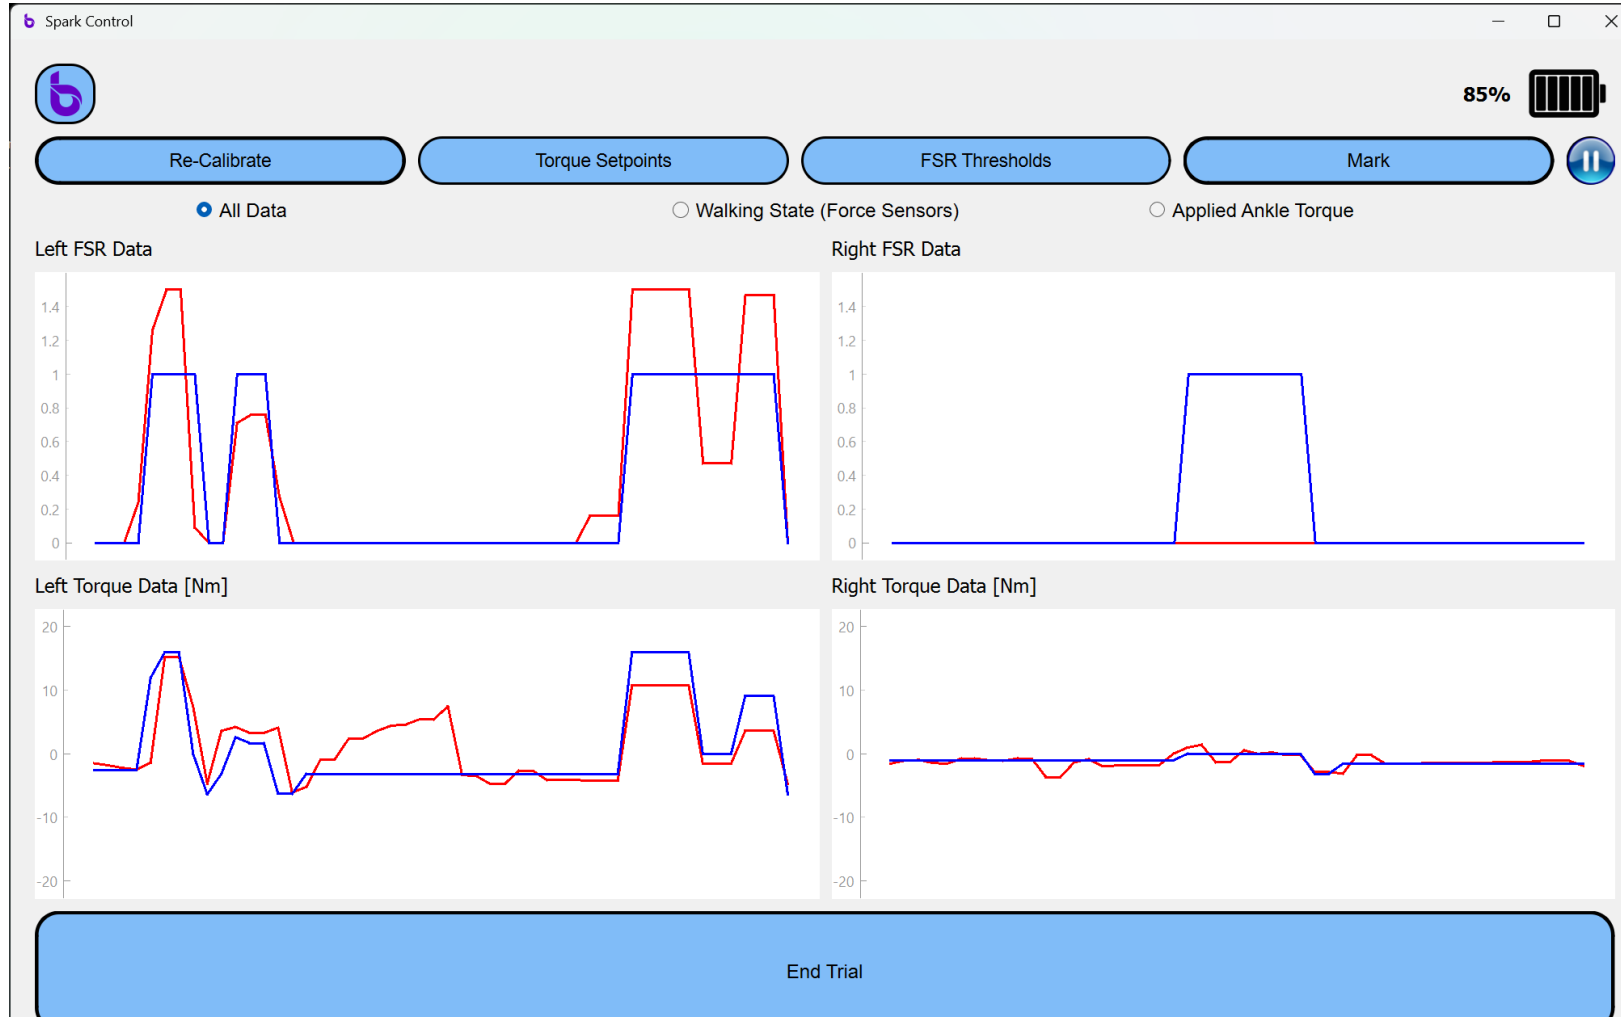 Spark Control
85%
Re-Calibrate
Torque Setpoints
FSR Thresholds
Mark
All Data
Walking State (Force Sensors)
Applied Ankle Torque
Left FSR Data
1.4
1.2
1
0.8
0.6
0.4
0.2
0
Right FSR Data
1.4
1.2
1
0.8
0.6
0.4
0.2
0
Left Torque Data [Nm]
20
10
0
-10
-20
Right Torque Data [Nm]
20
10
0
-10
-20
End Trial